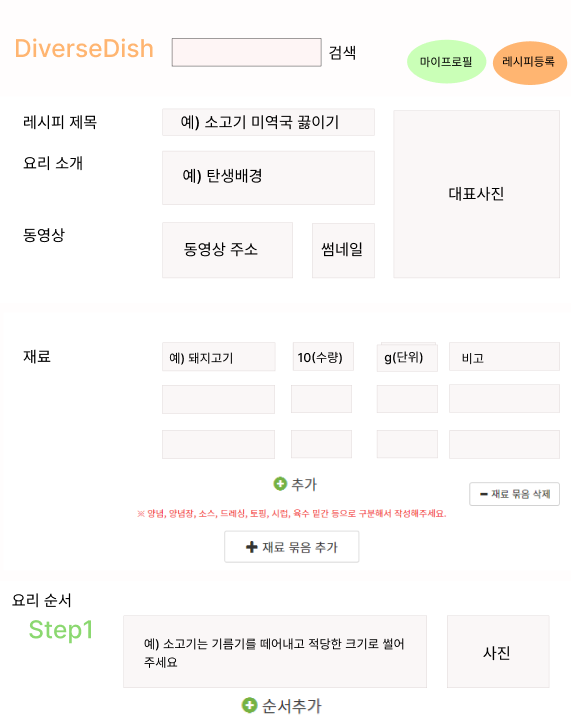 DiverseDish
검색
마이프로필
레시피등록
레시피 제목
예) 소고기 미역국 끓이기
요리 소개
예) 탄생배경
대표사진
동영상
동영상 주소
썸네일
재료
예) 돼지고기
10(수량)
g(단위)
비고
추가
재료 묶음 삭제
※ 양념, 양념장, 소스, 드레싱, 토핑, 시럽, 육수 밑간 등으로 구분해서 작성해주세요.
재료 묶음 추가
요리 순서
Step1
예) 소고기는 기름기를 떼어내고 적당한 크기로 썰어
주세요
사진
순서추가